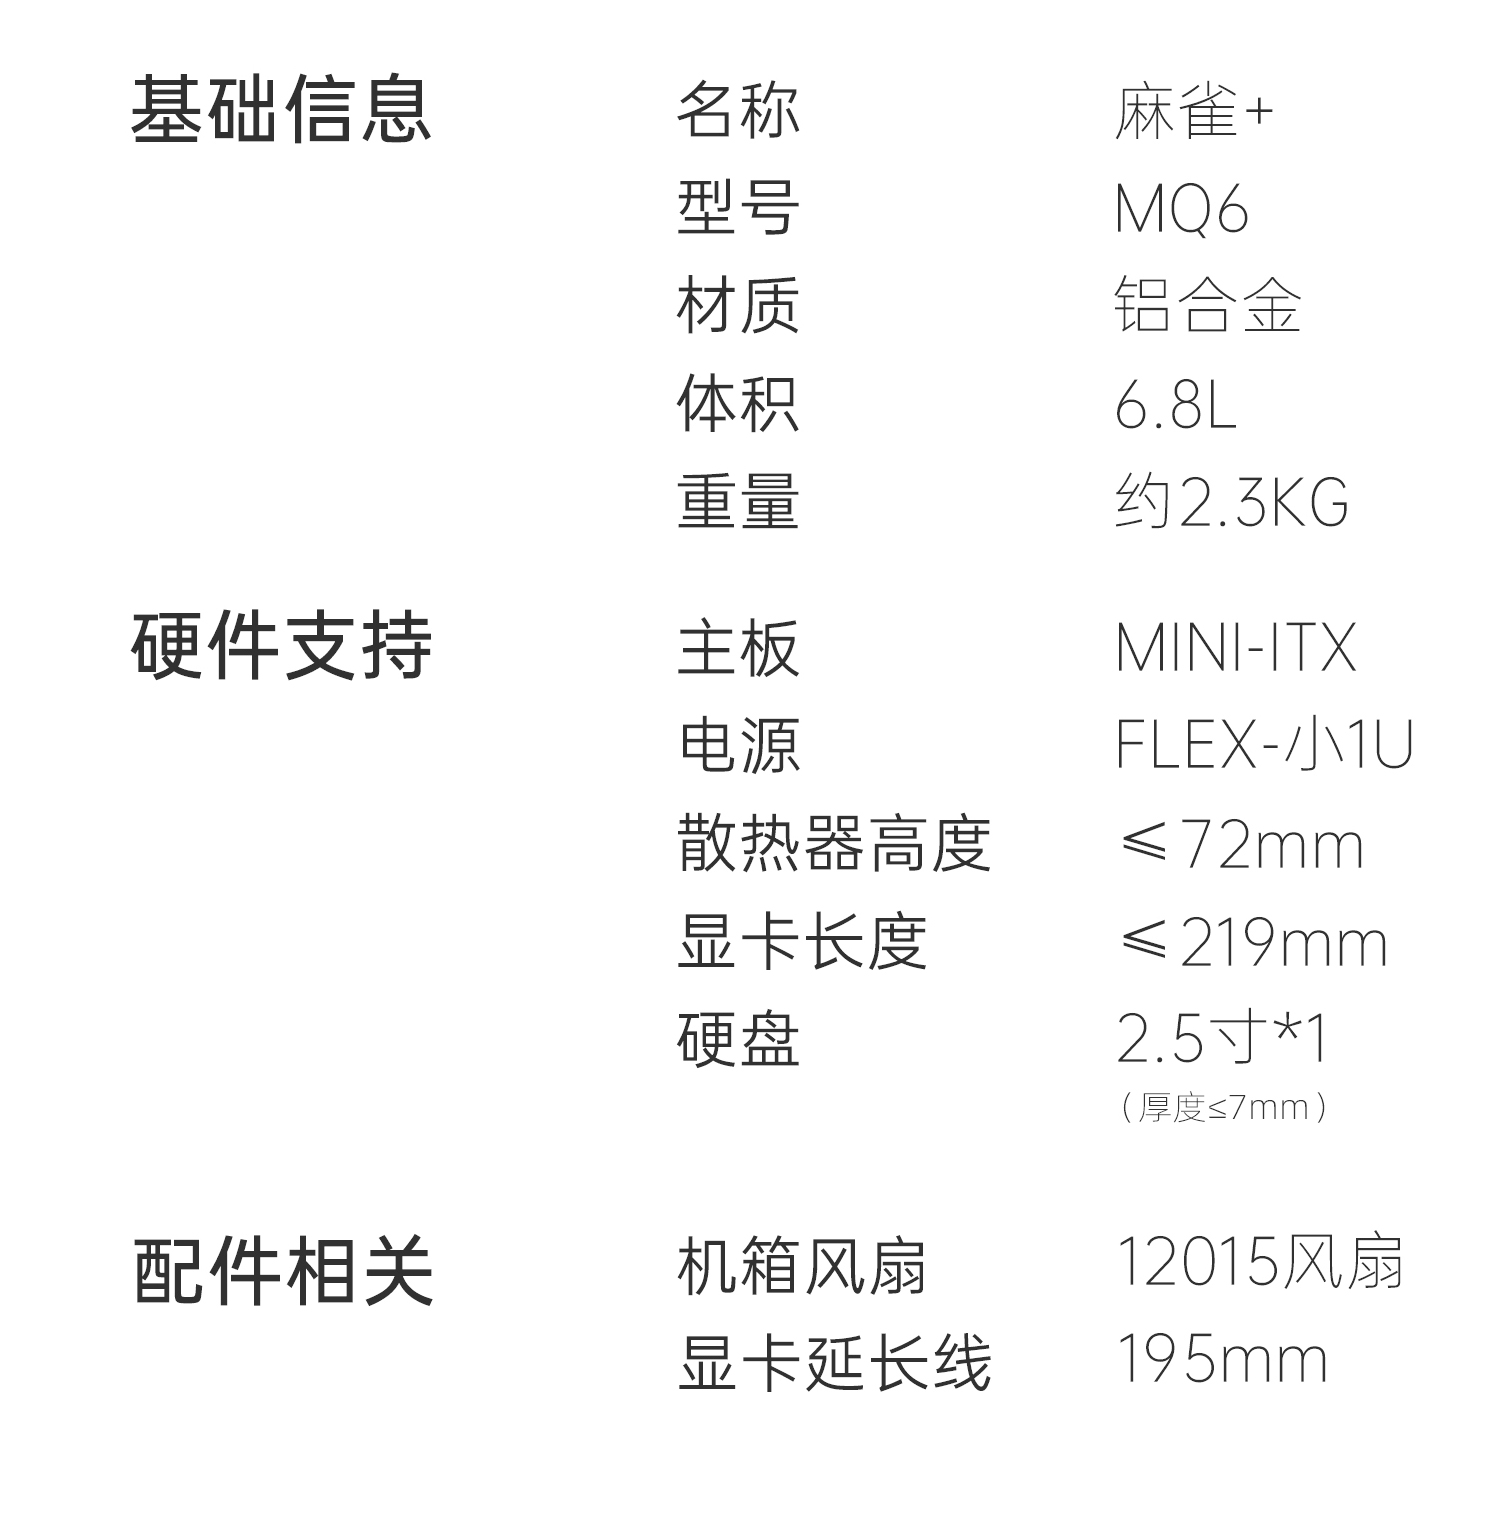 基础信息 名称 麻雀+
型号 MQ6
材质 铝合金
体积 6.8L
重量 约2.3KG
硬件支持 主板 MINI-ITX
电源 FLEX-小1U
散热器高度 ⩽72mm
显卡长度 ⩽219mm
硬盘 2.5寸*1
（厚度≤7mm）
配件相关 机箱风扇 12015风扇
显卡延长线 195mm